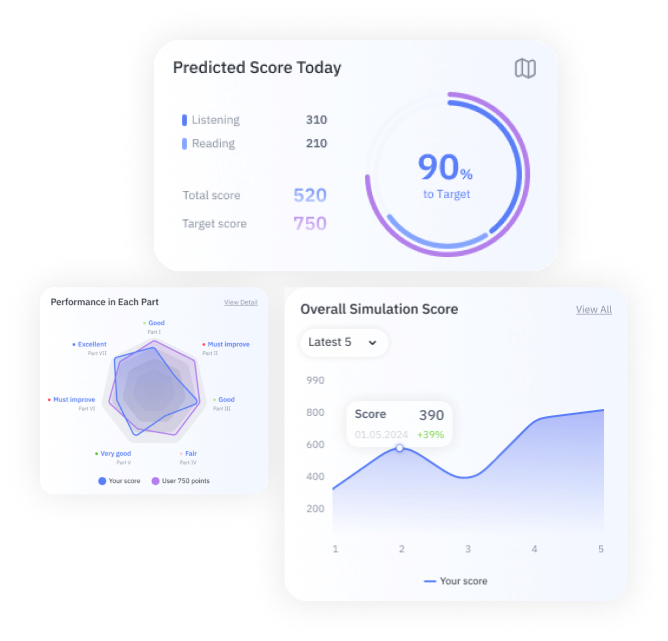 Predicted Score Today
Listening 310
Reading 210
90%
to Target
Total score 520
Target score 750
Performance in Each Part
View Detail
Good
Part I
Excellent
Part VII
Must improve
Part II
Must improve
Part VI
Good
Part III
Very good
Part V
Fair
Part IV
Your score
User 750 points
Overall Simulation Score
View All
Latest 5
990
800
600
400
200
Score 390
01.05.2024 +39%
1 2 3 4 5
Your score